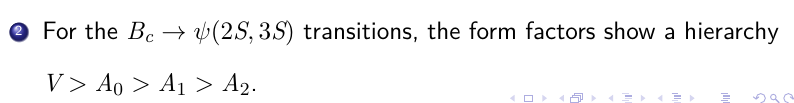 2 For the B_c → ψ(2S, 3S) transitions, the form factors show a hierarchy
V > A_0 > A_1 > A_2.